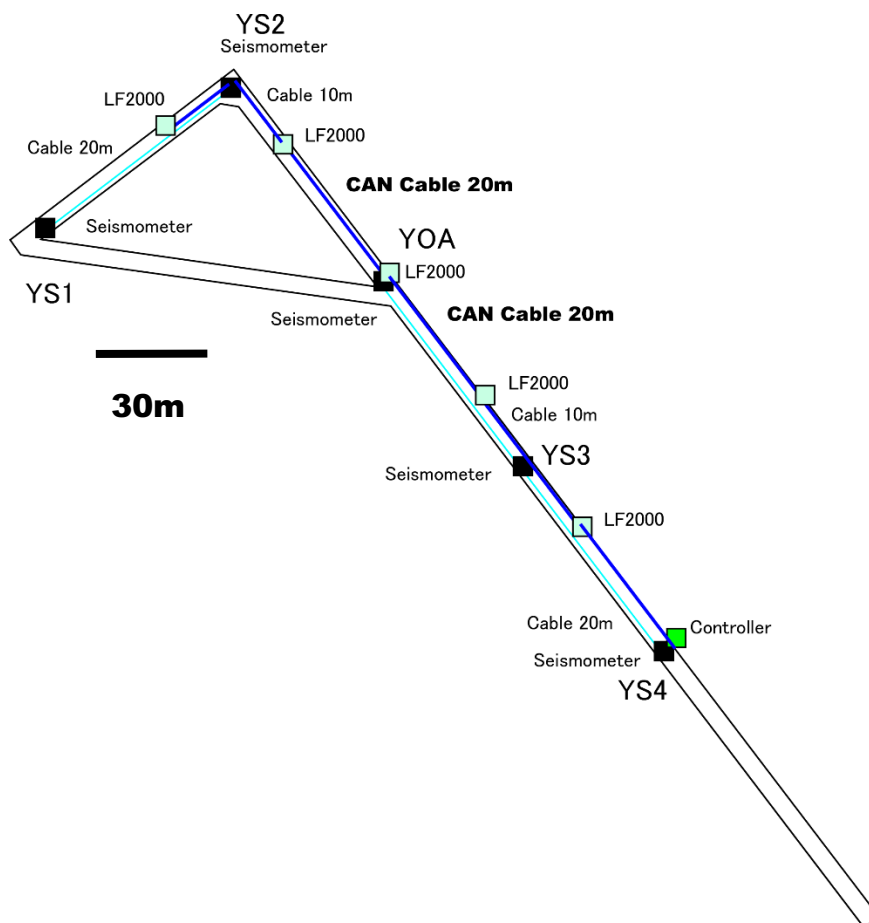 YS2
Seismometer
LF2000
Cable 10m
LF2000
Cable 20m
CAN Cable 20m
Seismometer
YOA
LF2000
YS1
Seismometer
CAN Cable 20m
30m
LF2000
Cable 10m
YS3
Seismometer
LF2000
Cable 20m
Controller
Seismometer
YS4